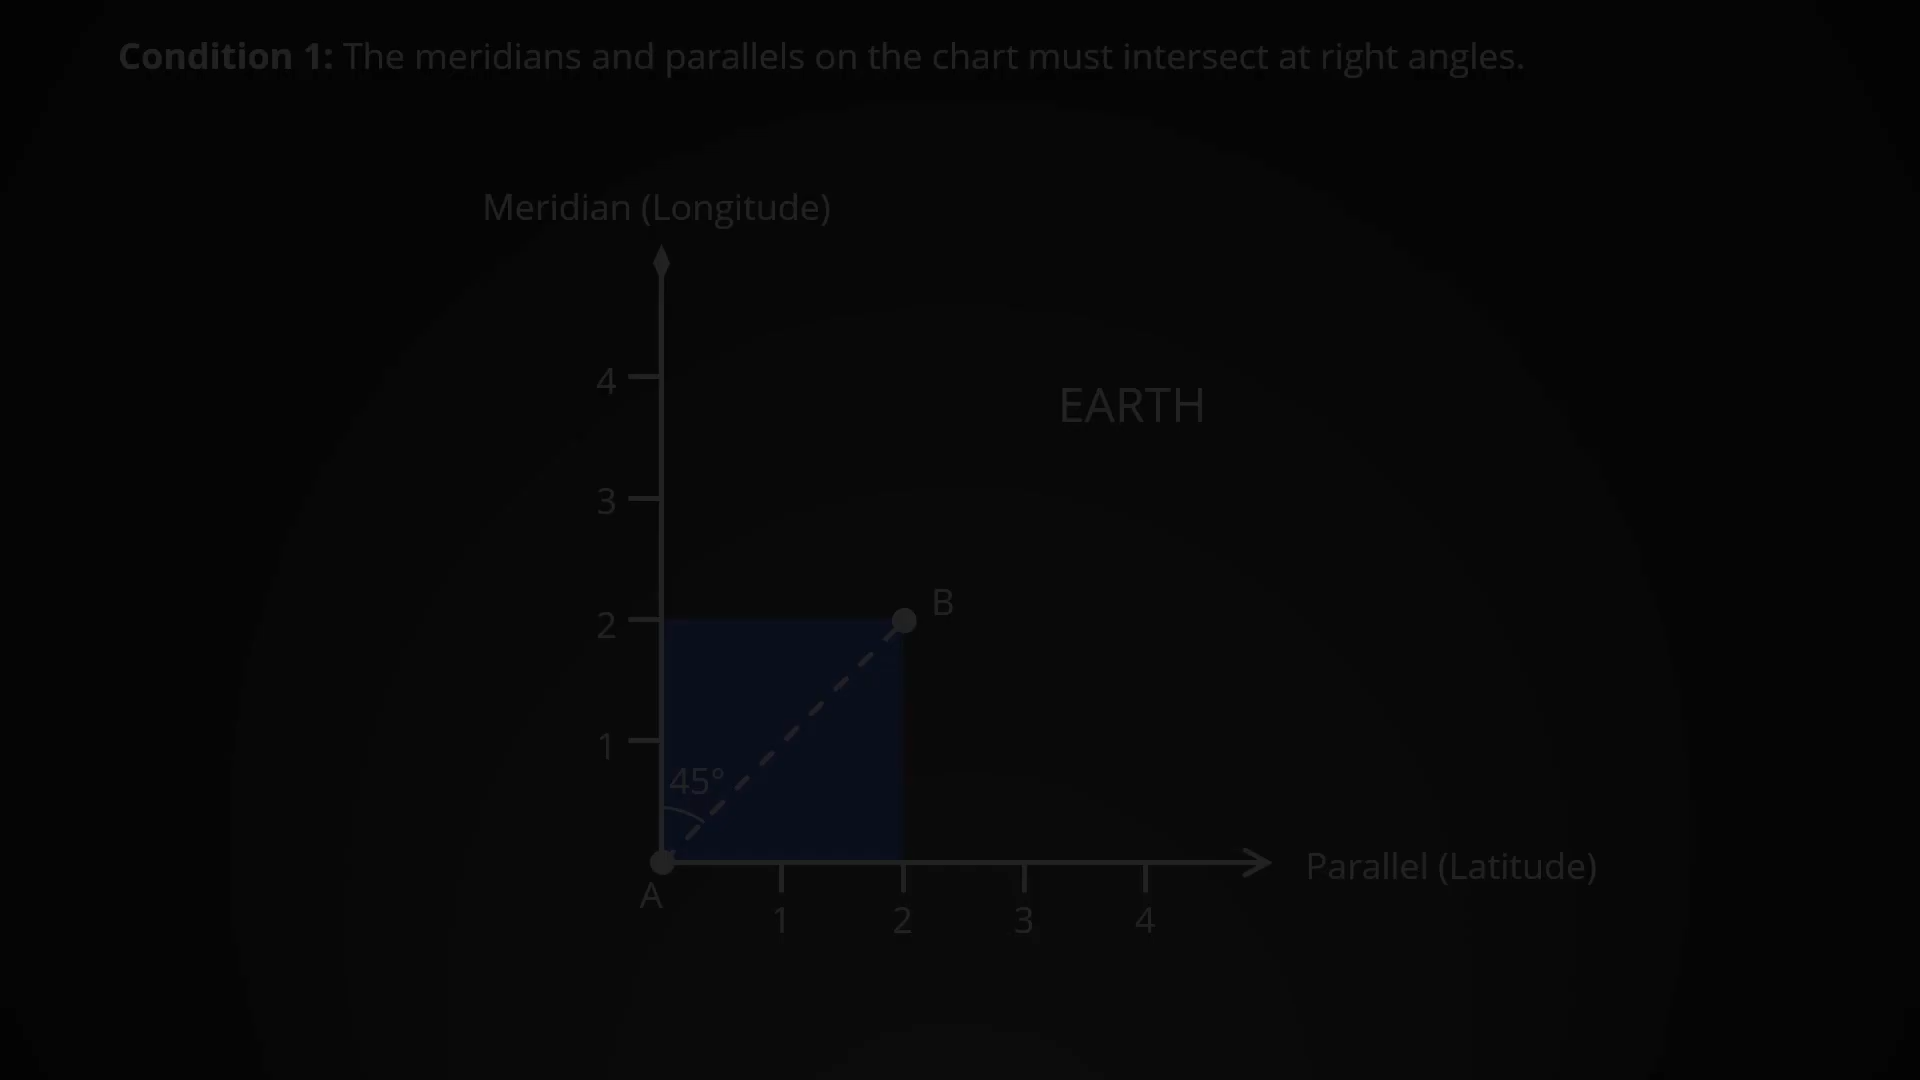 Condition 1: The meridians and parallels on the chart must intersect at right angles.
Meridian (Longitude)
4
EARTH
3
B
2
1
45°
Parallel (Latitude)
A
1 2 3 4